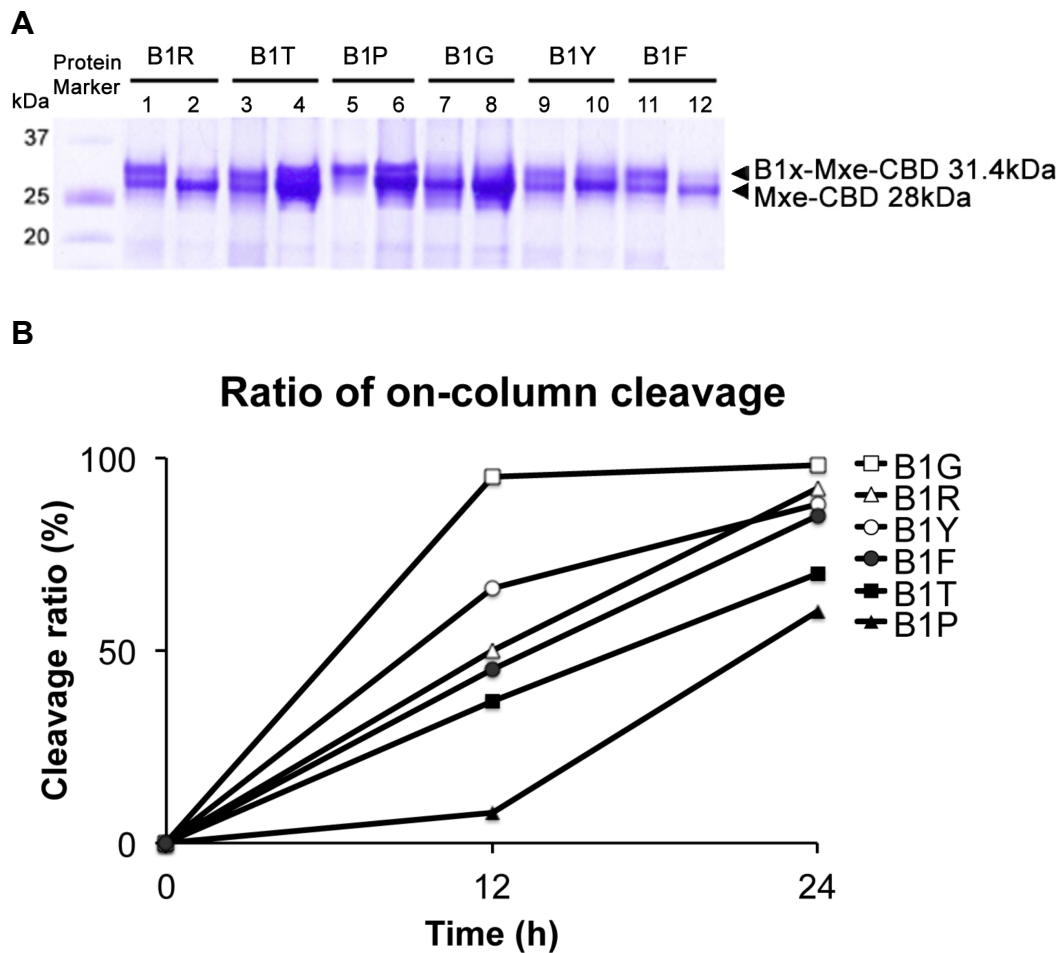 A
Protein
Marker
B1R B1T B1P B1G B1Y B1F
kDa
1 2 3 4 5 6 7 8 9 10 11 12
37
25
20
B1x-Mxe-CBD 31.4kDa
Mxe-CBD 28kDa
B
Ratio of on-column cleavage
Cleavage ratio (%)
100
50
0
0 12 24
Time (h)
B1G
B1R
B1Y
B1F
B1T
B1P